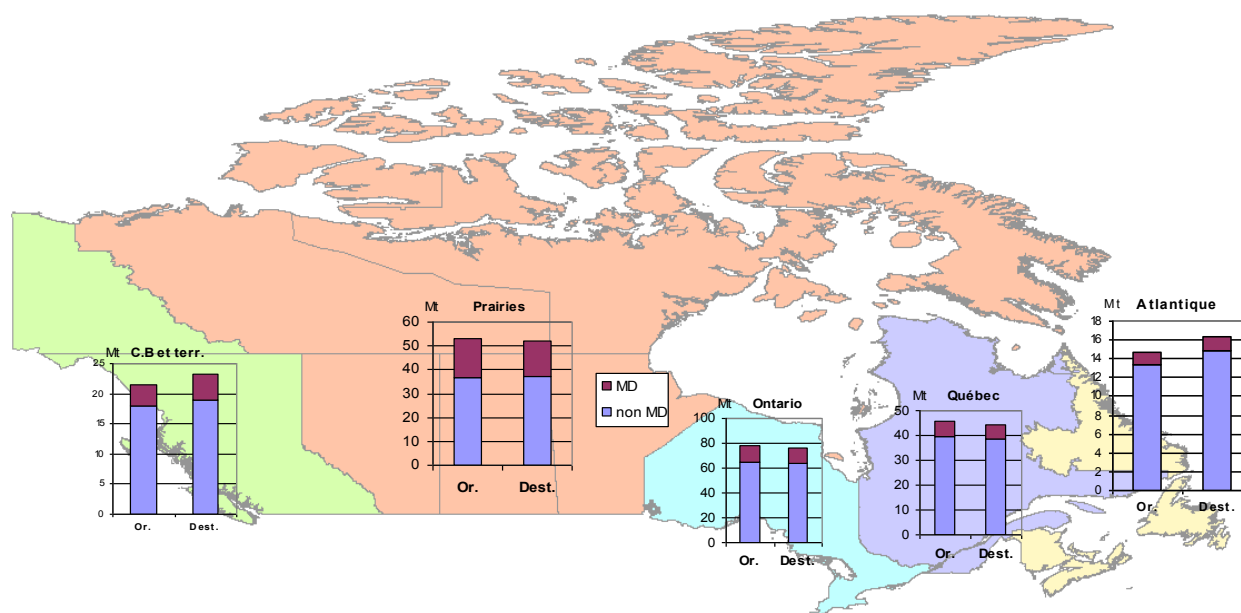 Mt C.B et terr.
25
20
15
10
5
0
Or. Dest.
Mt Prairies
60
50
40
30
20
10
0
Or. Dest.
MD
non MD
Mt Ontario
100
80
60
40
20
0
Or. Dest.
Mt Québec
50
40
30
20
10
0
Or. Dest.
Mt Atlantique
18
16
14
12
10
8
6
4
2
0
Or. Dest.